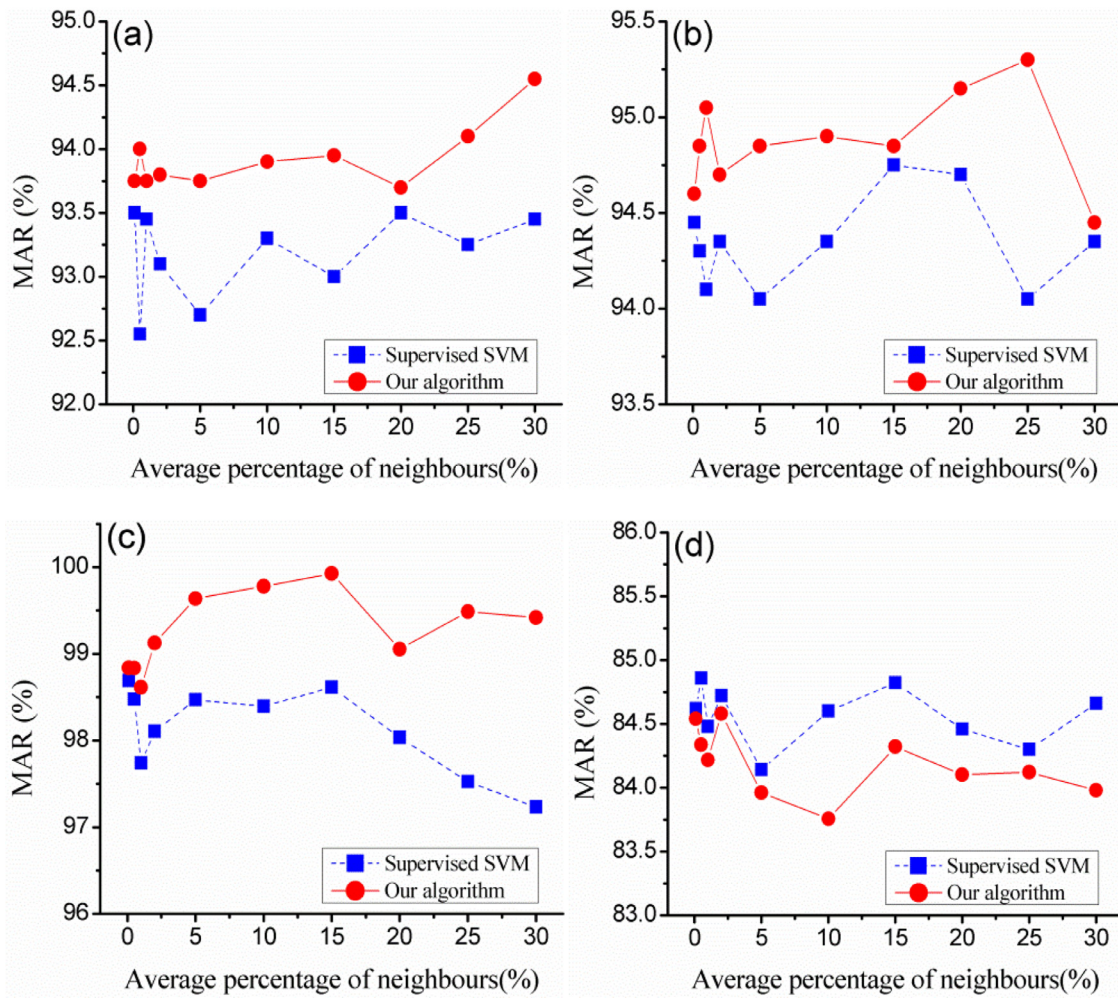 (a)
95.0
94.5
94.0
93.5
93.0
92.5
92.0
MAR (%)
Supervised SVM
Our algorithm
0 5 10 15 20 25 30
Average percentage of neighbours(%)
(b)
95.5
95.0
94.5
94.0
93.5
MAR (%)
Supervised SVM
Our algorithm
0 5 10 15 20 25 30
Average percentage of neighbours(%)
(c)
100
99
98
97
96
MAR (%)
Supervised SVM
Our algorithm
0 5 10 15 20 25 30
Average percentage of neighbours(%)
(d)
86.0
85.5
85.0
84.5
84.0
83.5
83.0
MAR (%)
Supervised SVM
Our algorithm
0 5 10 15 20 25 30
Average percentage of neighbours(%)